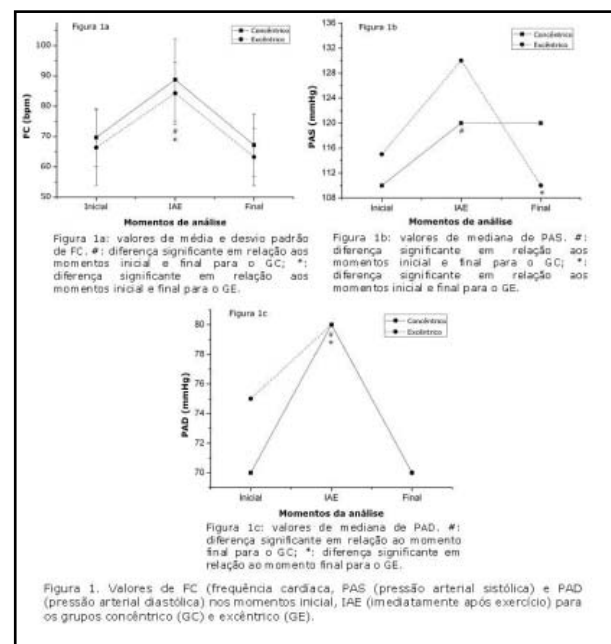 Figura 1a
Concêntrico
Excêntrico
FC (bpm)
100
90
80
70
60
50
#
*
Inicial
IAE
Final
Momentos de análise
Figura 1a: valores de média e desvio padrão
de FC. #: diferença significante em relação aos
momentos inicial e final para o GC; *:
diferença significante em relação aos
momentos inicial e final para o GE.
Figura 1b
Concêntrico
Excêntrico
PAS (mmHg)
136
132
128
124
120
116
112
108
#
*
Inicial
IAE
Final
Momentos de análise
Figura 1b: valores de mediana de PAS. #:
diferença significante em relação aos
momentos inicial e final para o GC; *:
diferença significante em relação aos
momentos inicial e final para o GE.
Figura 1c
Concêntrico
Excêntrico
PAD (mmHg)
80
78
76
74
72
70
*
Inicial
IAE
Final
Momentos da análise
Figura 1c: valores de mediana de PAD. #:
diferença significante em relação ao momento
final para o GC; *: diferença significante em
relação ao momento final para o GE.
Figura 1. Valores de FC (frequência cardíaca, PAS (pressão arterial sistólica) e PAD
(pressão arterial diastólica) nos momentos inicial, IAE (imediatamente após exercício) para
os grupos concêntrico (GC) e excêntrico (GE).